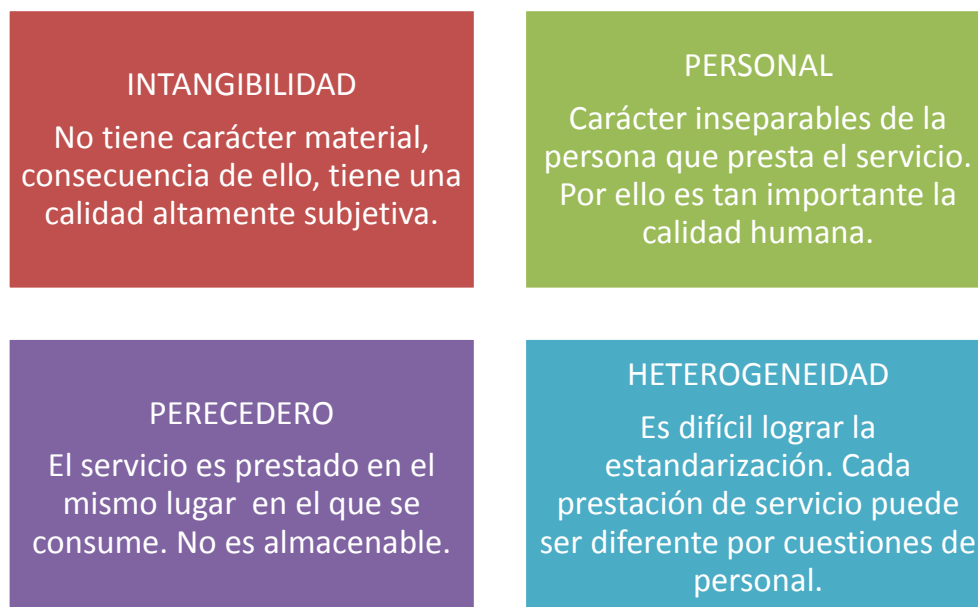 INTANGIBILIDAD
No tiene carácter material,
consecuencia de ello, tiene una
calidad altamente subjetiva.
PERSONAL
Carácter inseparables de la
persona que presta el servicio.
Por ello es tan importante la
calidad humana.
PERECEDERO
El servicio es prestado en el
mismo lugar en el que se
consume. No es almacenable.
HETEROGENEIDAD
Es difícil lograr la
estandarización. Cada
prestación de servicio puede
ser diferente por cuestiones de
personal.